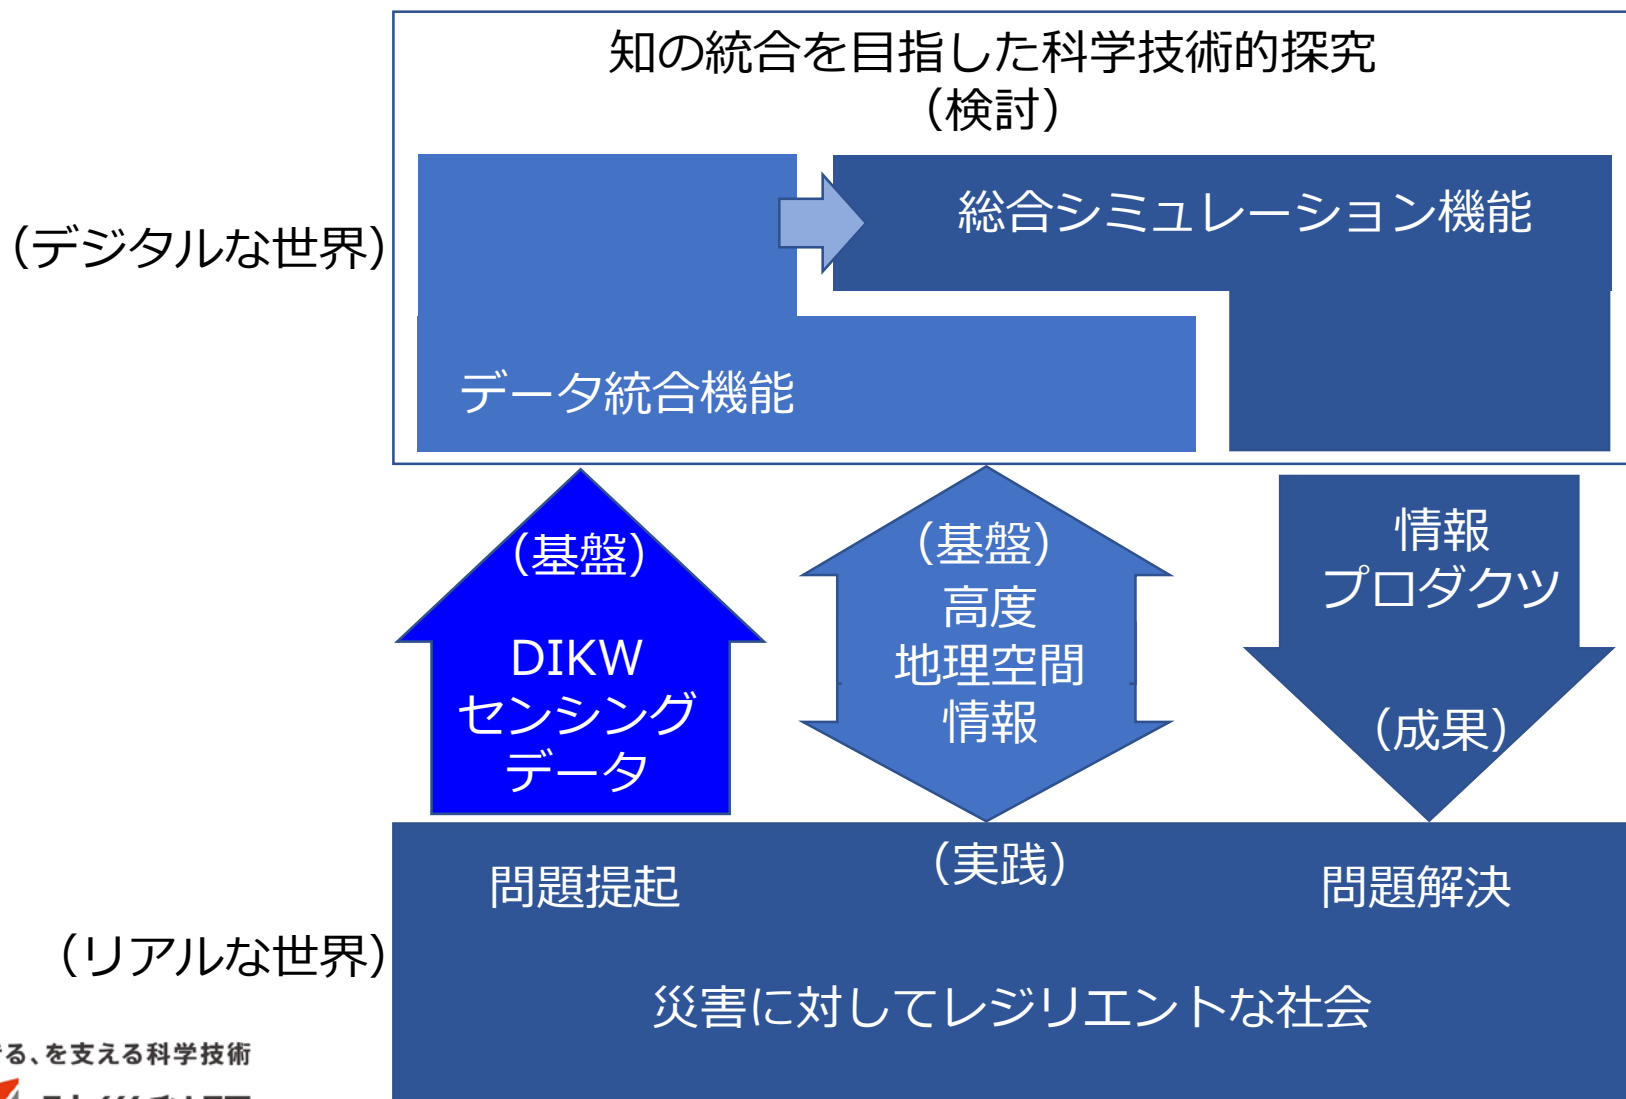 知の統合を目指した科学技術的探究
（検討）
（デジタルな世界）
総合シミュレーション機能
データ統合機能
（基盤）
DIKW
センシング
データ
（基盤）
高度
地理空間
情報
情報
プロダクツ
（成果）
（実践）
問題提起
問題解決
（リアルな世界）
災害に対してレジリエントな社会
る、を支える科学技術